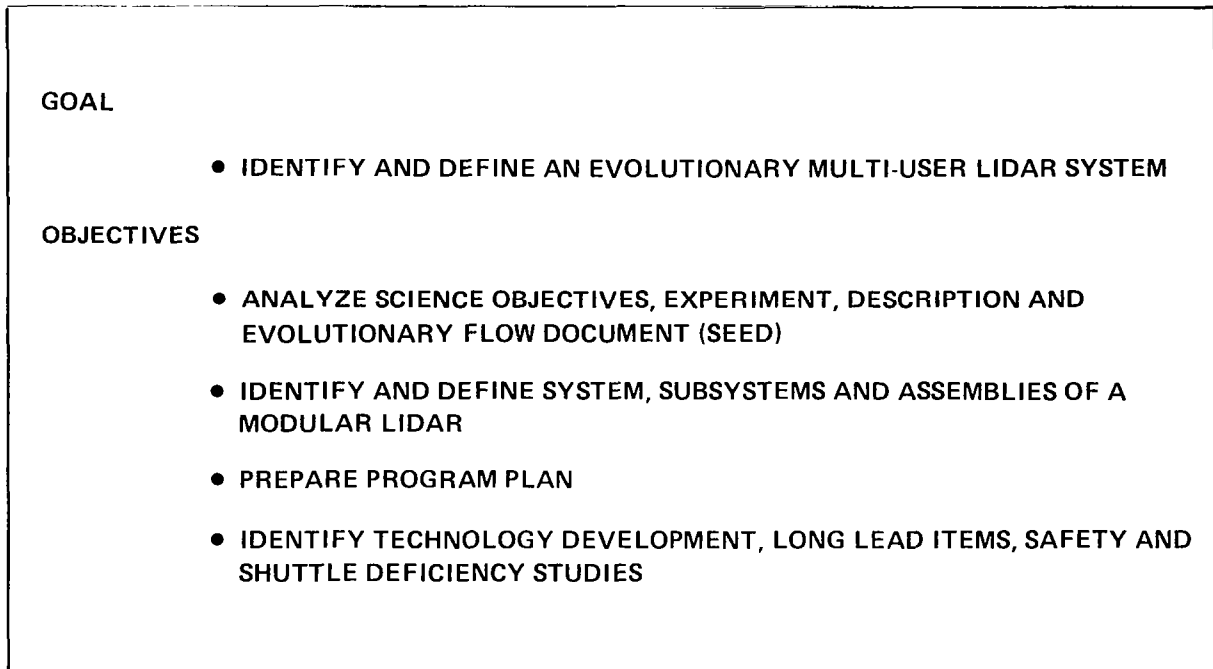 GOAL
● IDENTIFY AND DEFINE AN EVOLUTIONARY MULTI-USER LIDAR SYSTEM
OBJECTIVES
● ANALYZE SCIENCE OBJECTIVES, EXPERIMENT, DESCRIPTION AND
EVOLUTIONARY FLOW DOCUMENT (SEED)
● IDENTIFY AND DEFINE SYSTEM, SUBSYSTEMS AND ASSEMBLIES OF A
MODULAR LIDAR
● PREPARE PROGRAM PLAN
● IDENTIFY TECHNOLOGY DEVELOPMENT, LONG LEAD ITEMS, SAFETY AND
SHUTTLE DEFICIENCY STUDIES